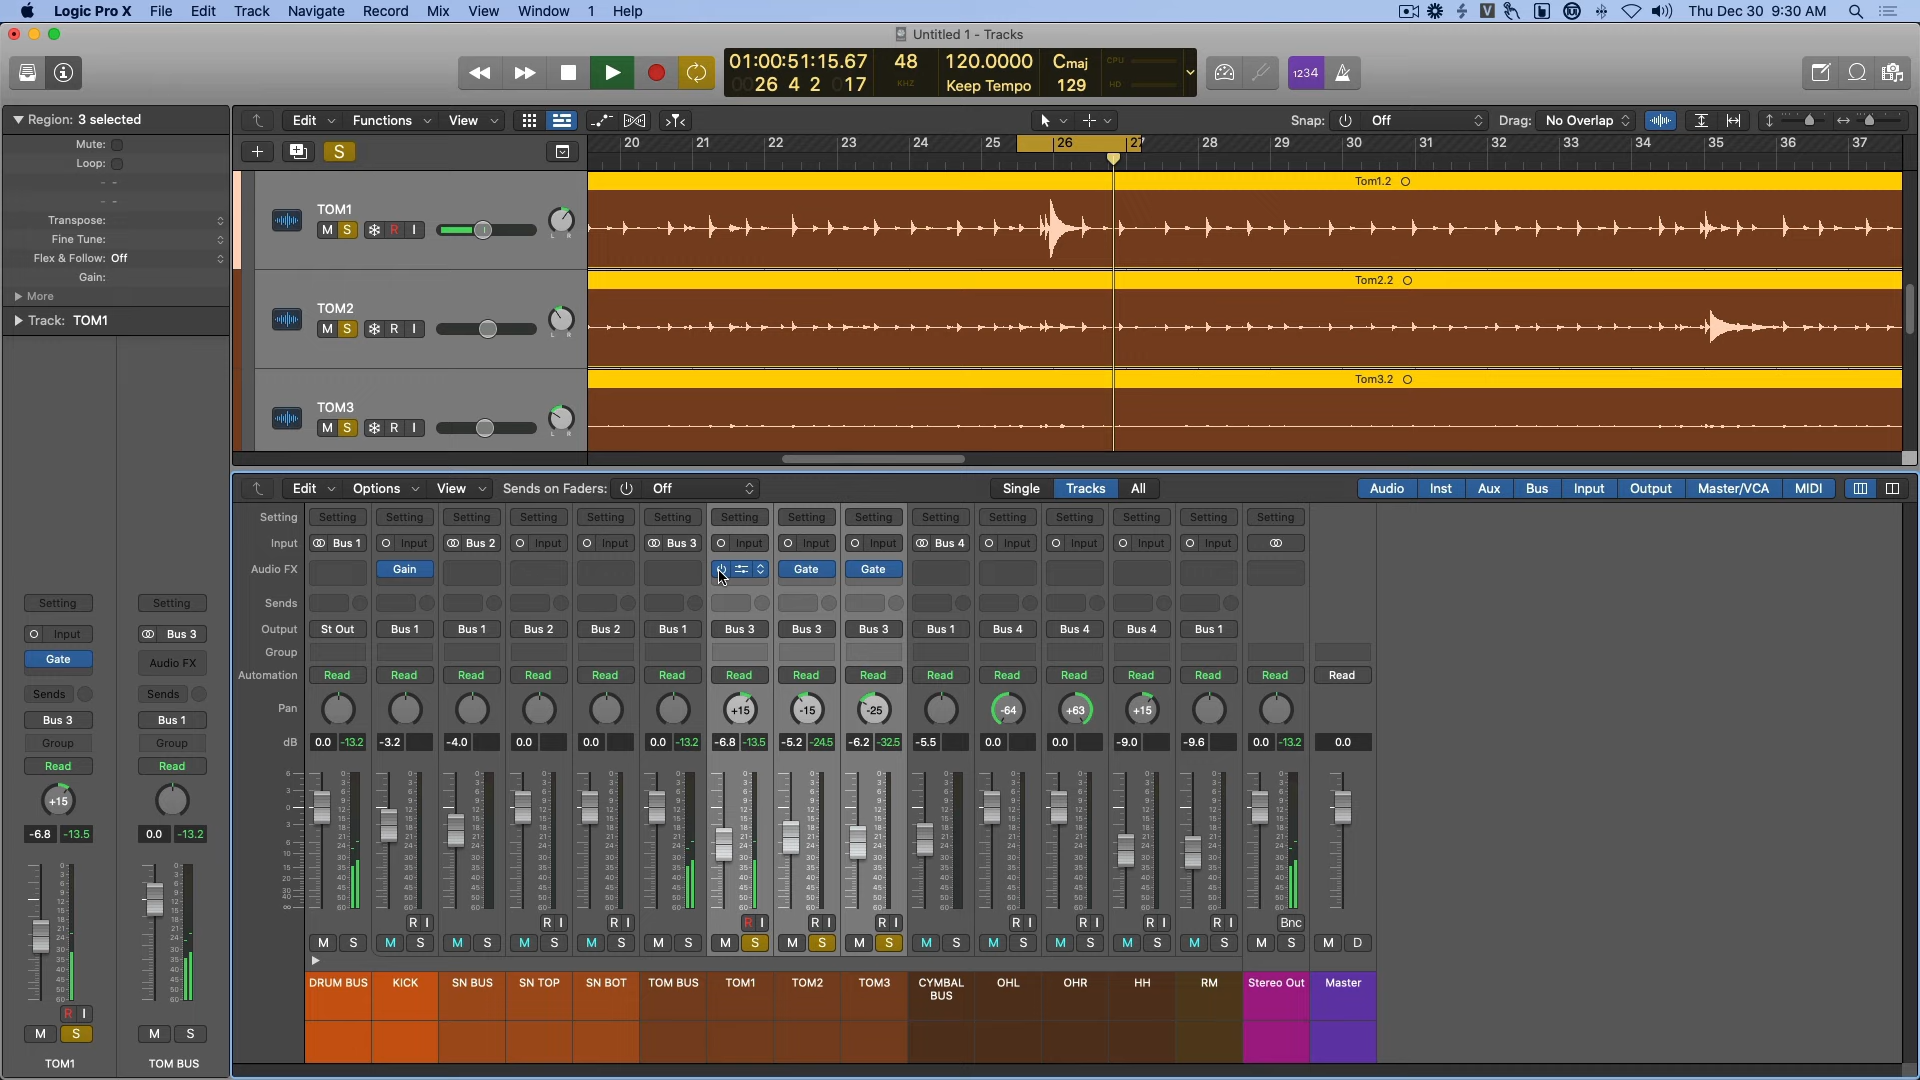 Logic Pro X File Edit Track Navigate Record Mix View Window 1 Help
Thu Dec 30 9:30 AM
Untitled 1 - Tracks
01:00:51:15.67 48 120.0000 Cmaj
26 4 2 017 KHZ Keep Tempo 129
CPU
HD
1234
Region: 3 selected
Mute:
Loop:
Transpose:
Fine Tune:
Flex & Follow: Off
Gain:
More
Track: TOM1
Edit Functions View
Snap: Off Drag: No Overlap
S
20 21 22 23 24 25 26 27 28 29 30 31 32 33 34 35 36 37
TOM1
M S R I
L R
Tom1.2
TOM2
M S R I
L R
Tom2.2
TOM3
M S R I
L R
Tom3.2
Edit Options View Sends on Faders: Off
Single Tracks All
Audio Inst Aux Bus Input Output Master/VCA MIDI
Setting Setting Setting Setting Setting Setting Setting Setting Setting Setting Setting Setting Setting Setting Setting Setting
Input Bus 1 Input Bus 2 Input Input Bus 3 Input Input Input Bus 4 Input Input Input Input
Audio FX Gain Gate Gate
Sends
Output St Out Bus 1 Bus 1 Bus 2 Bus 2 Bus 1 Bus 3 Bus 3 Bus 3 Bus 1 Bus 4 Bus 4 Bus 4 Bus 1
Group
Automation Read Read Read Read Read Read Read Read Read Read Read Read Read Read Read Read
Pan +15 -15 -25 -64 +63 +15
dB 0.0 -13.2 -3.2 -4.0 0.0 0.0 0.0 -13.2 -6.8 -13.5 -5.2 -24.5 -6.2 -32.5 -5.5 0.0 0.0 -9.0 -9.6 0.0 -13.2 0.0
R I R I R I R I R I R I R I R I R I R I Bnc
M S M S M S M S M S M S M S M S M S M S M S M S M S M S M S M D
DRUM BUS KICK SN BUS SN TOP SN BOT TOM BUS TOM1 TOM2 TOM3 CYMBAL BUS OHL OHR HH RM Stereo Out Master
Setting Setting
Input Bus 3
Gate Audio FX
Sends Sends
Bus 3 Bus 1
Group Group
Read Read
+15
-6.8 -13.5 0.0 -13.2
R I
M S M S
TOM1 TOM BUS